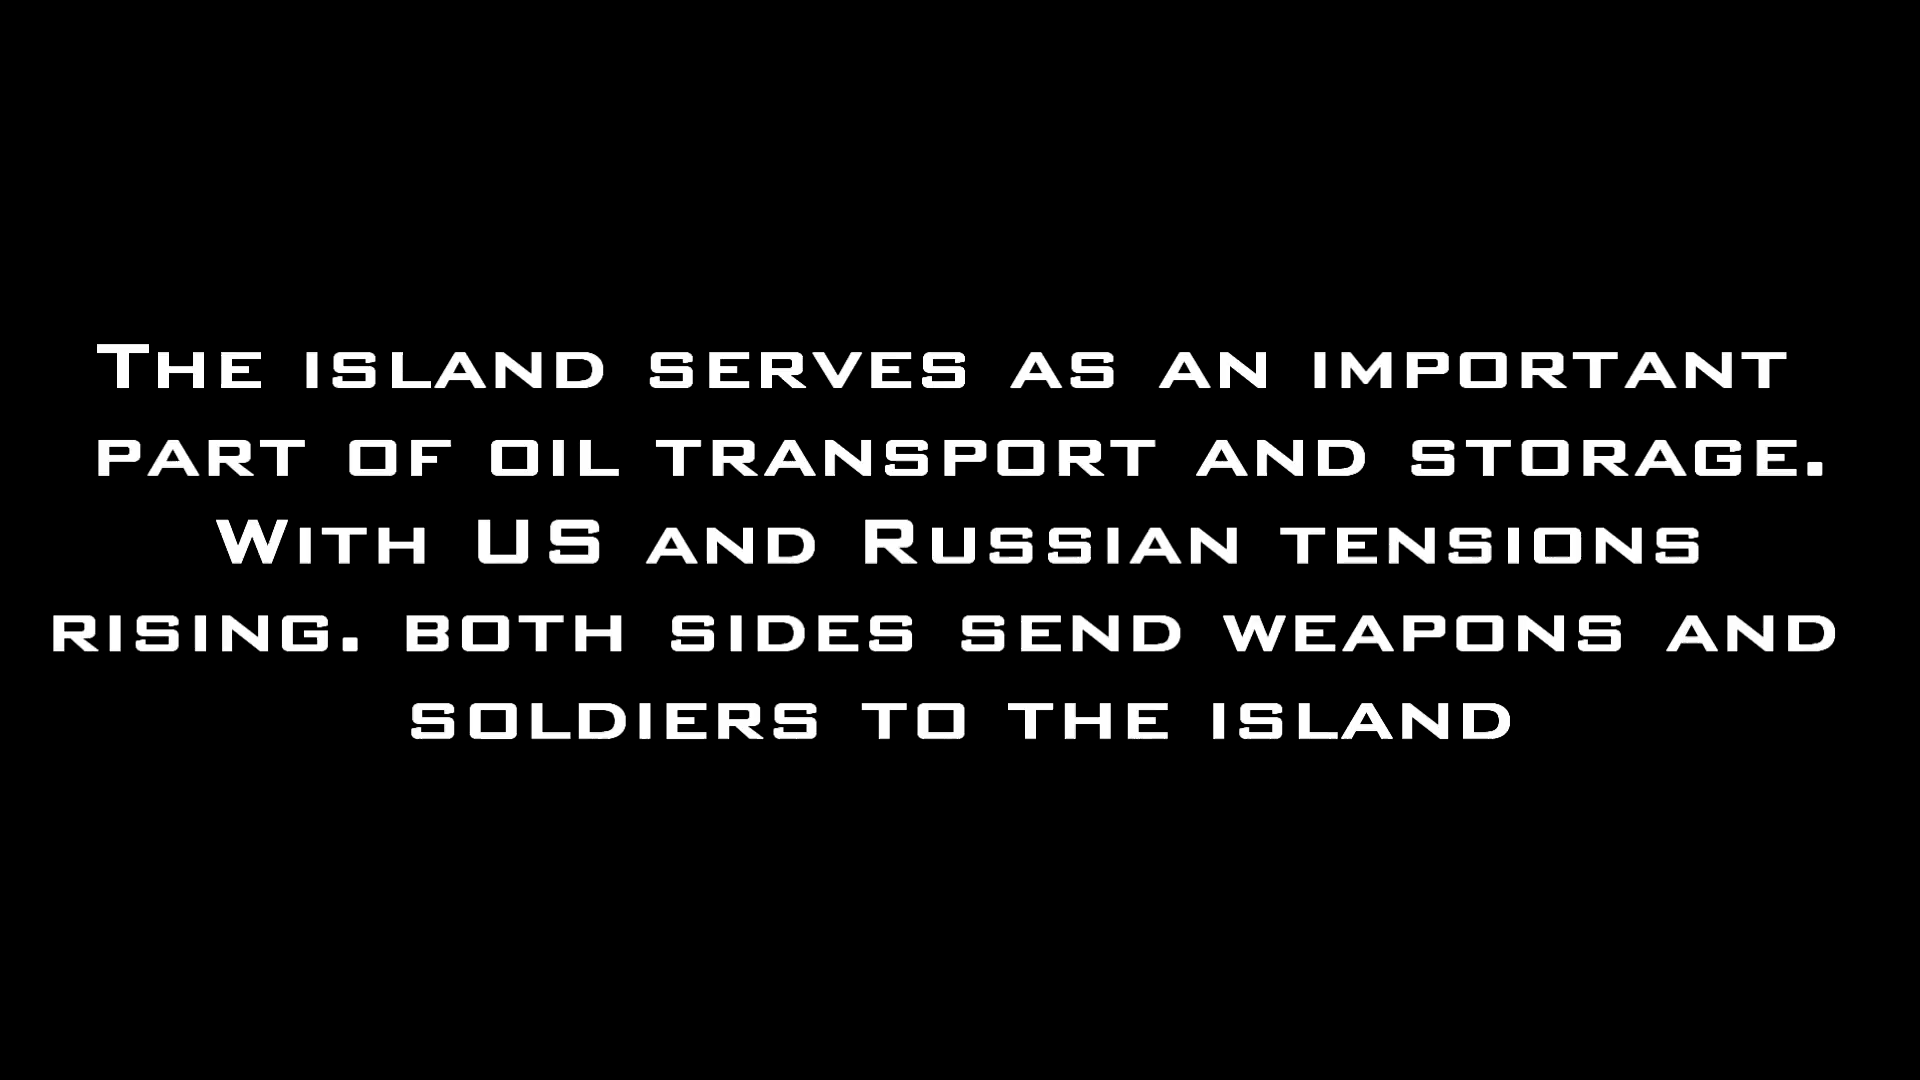 The island serves as an important
part of oil transport and storage.
With US and Russian tensions
rising. both sides send weapons and
soldiers to the island